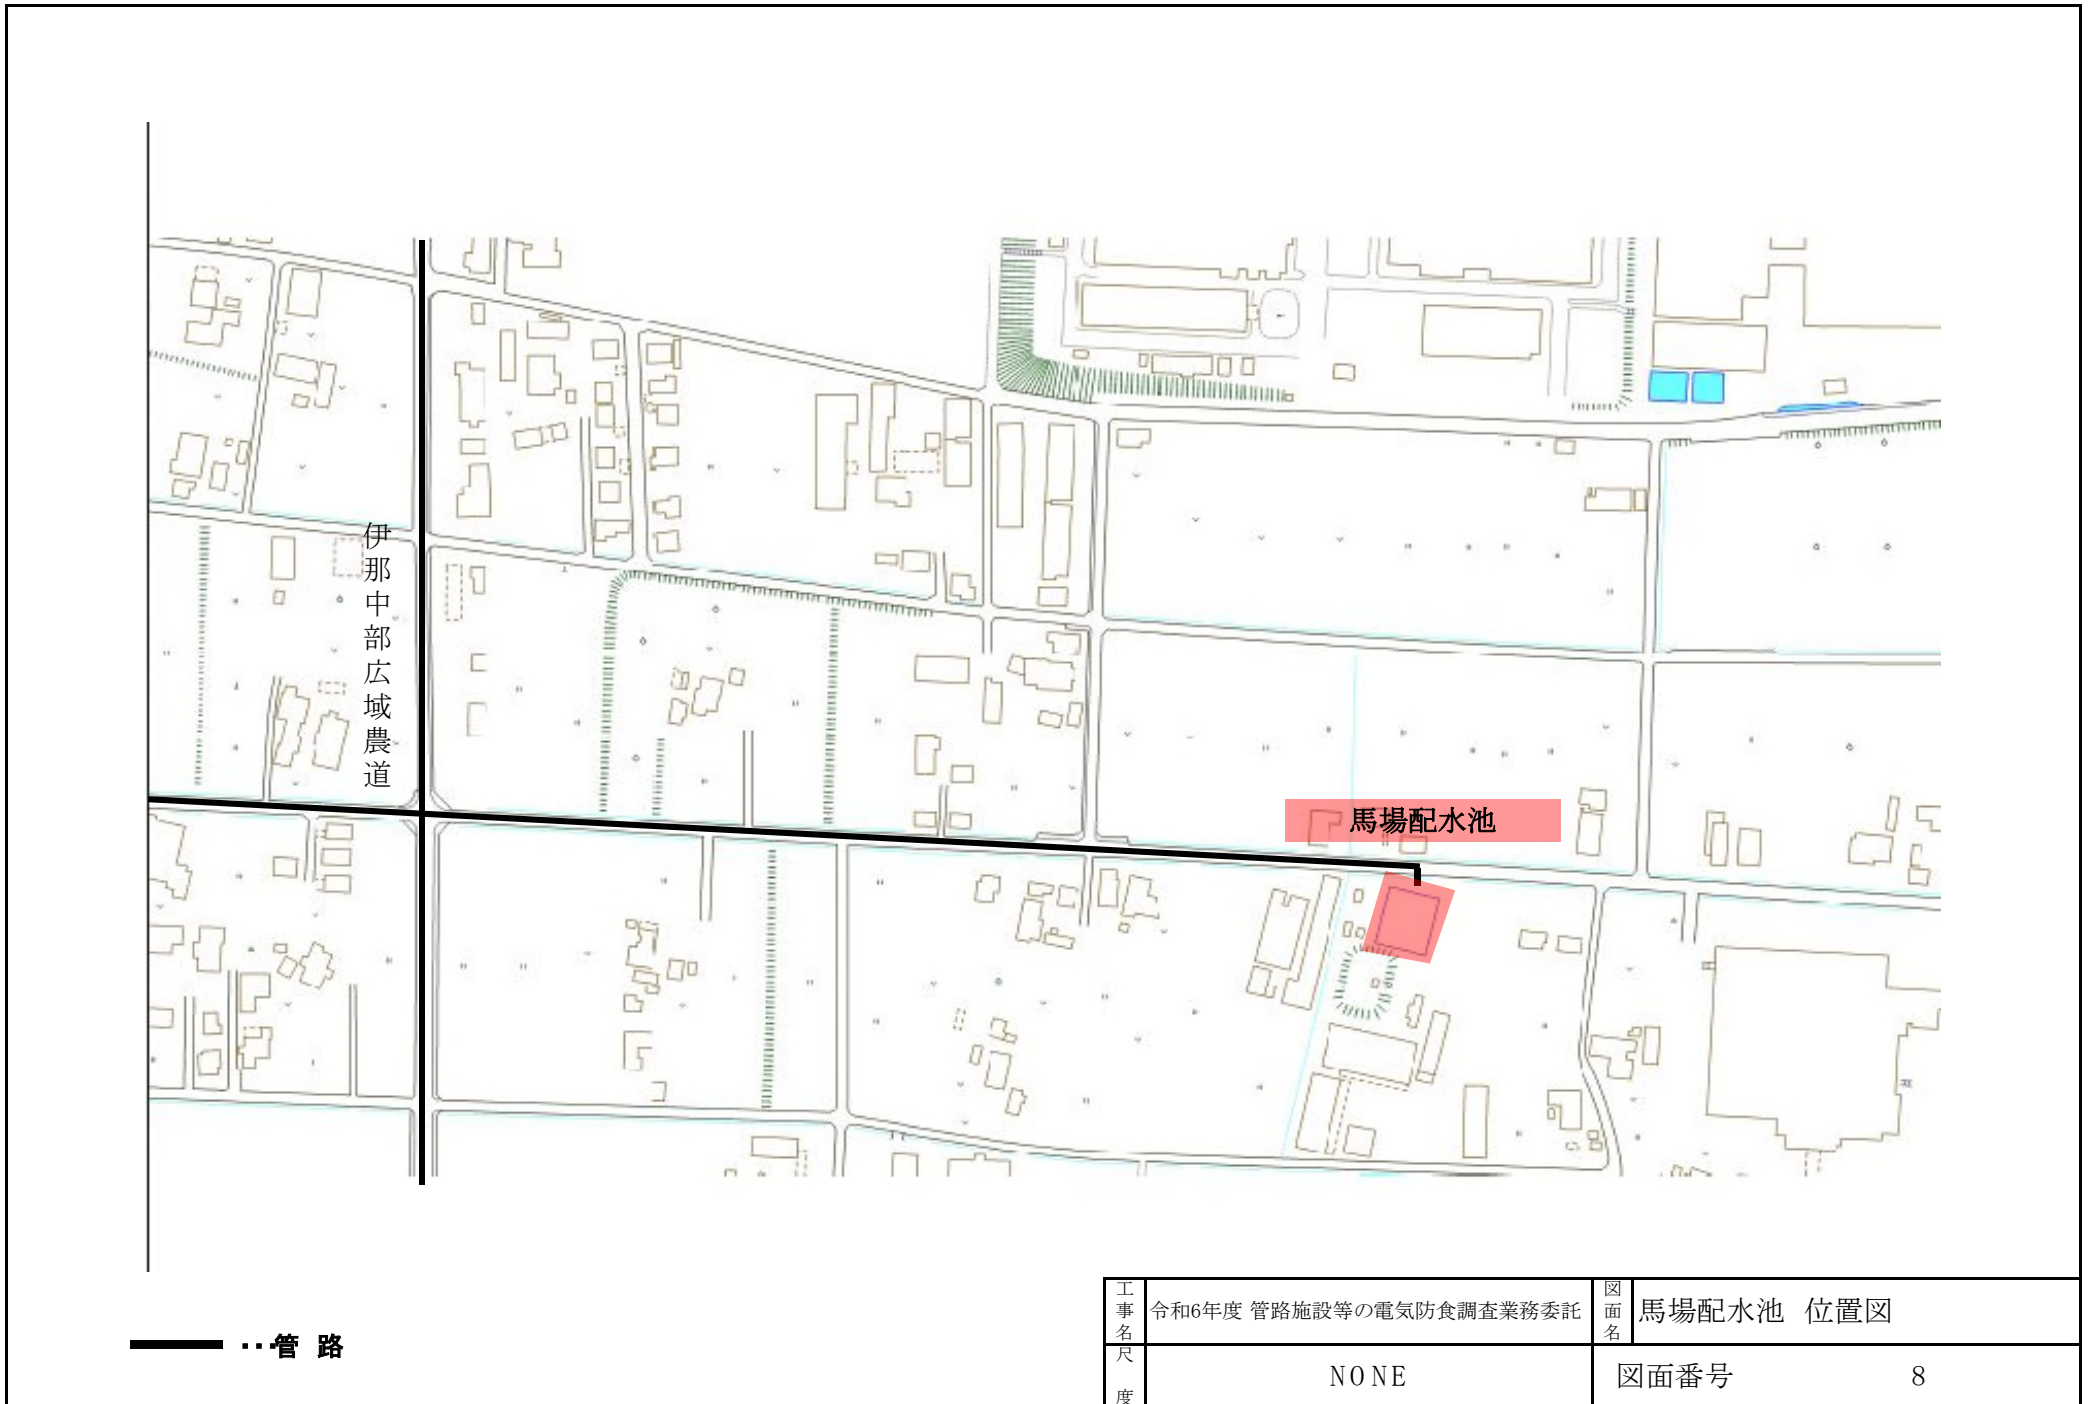 伊那中部広域農道
馬場配水池
・・・管 路
工事名
令和6年度 管路施設等の電気防食調査業務委託
図面名
馬場配水池 位置図
尺度
NONE
図面番号
8